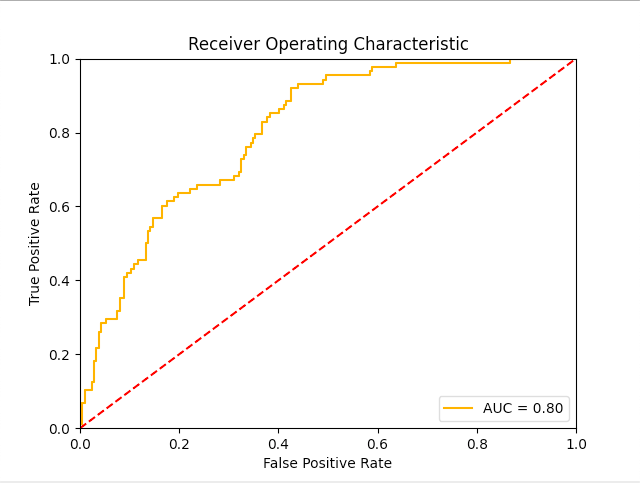 Receiver Operating Characteristic
True Positive Rate
1.0
0.8
0.6
0.4
0.2
0.0
AUC = 0.80
0.0 0.2 0.4 0.6 0.8 1.0
False Positive Rate